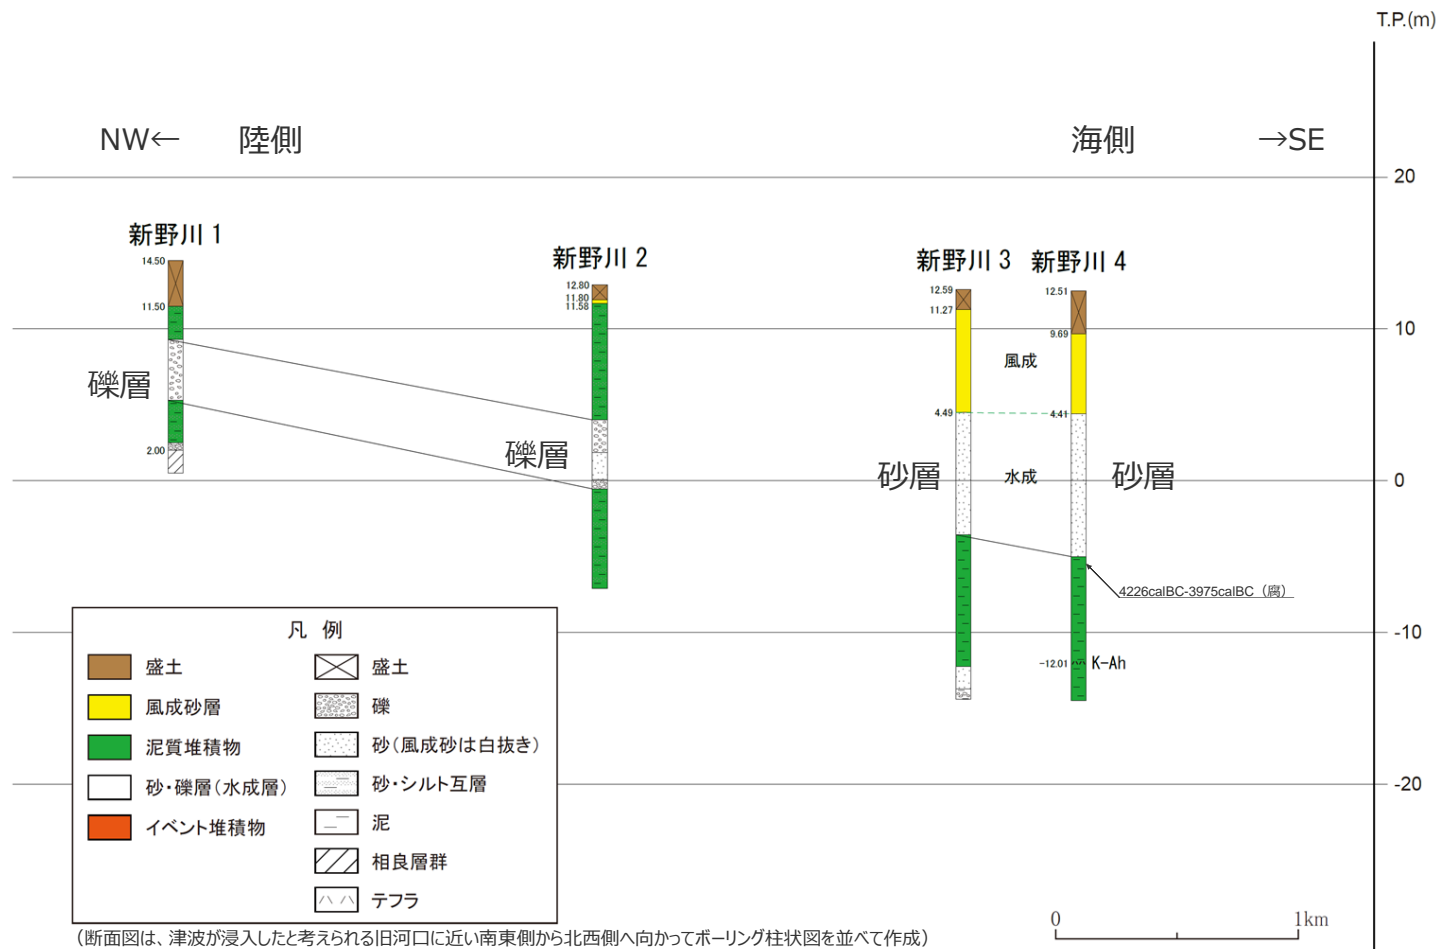 T.P.(m)
NW← 陸側 海側 →SE
20
10
0
-10
-20
新野川 1
14.50
11.50
2.00
礫層
新野川 2
12.80
11.80
11.58
礫層
新野川 3
12.59
11.27
4.49
砂層
新野川 4
12.51
9.69
4.41
-12.01
風成
水成
砂層
4226calBC-3975calBC（腐）
K-Ah
凡 例
盛土
風成砂層
泥質堆積物
砂・礫層(水成層)
イベント堆積物
盛土
礫
砂(風成砂は白抜き)
砂・シルト互層
泥
相良層群
テフラ
0 1km
（断面図は、津波が浸入したと考えられる旧河口に近い南東側から北西側へ向かってボーリング柱状図を並べて作成）